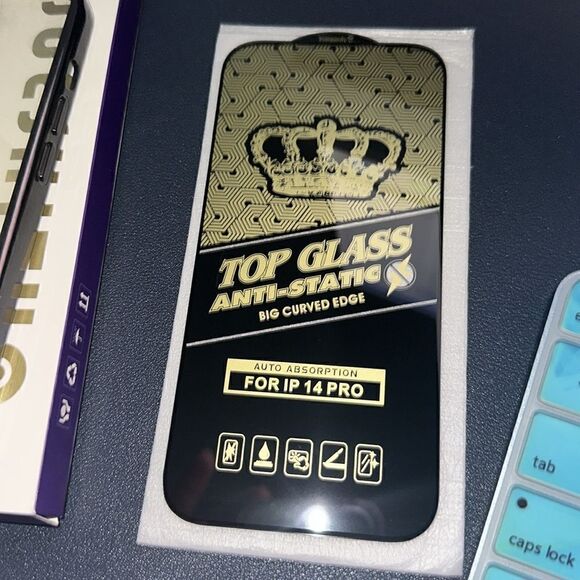 TOP GLASS
ANTI-STATIC
BIG CURVED EDGE
AUTO ABSORPTION
FOR IP 14 PRO
tab
caps lock